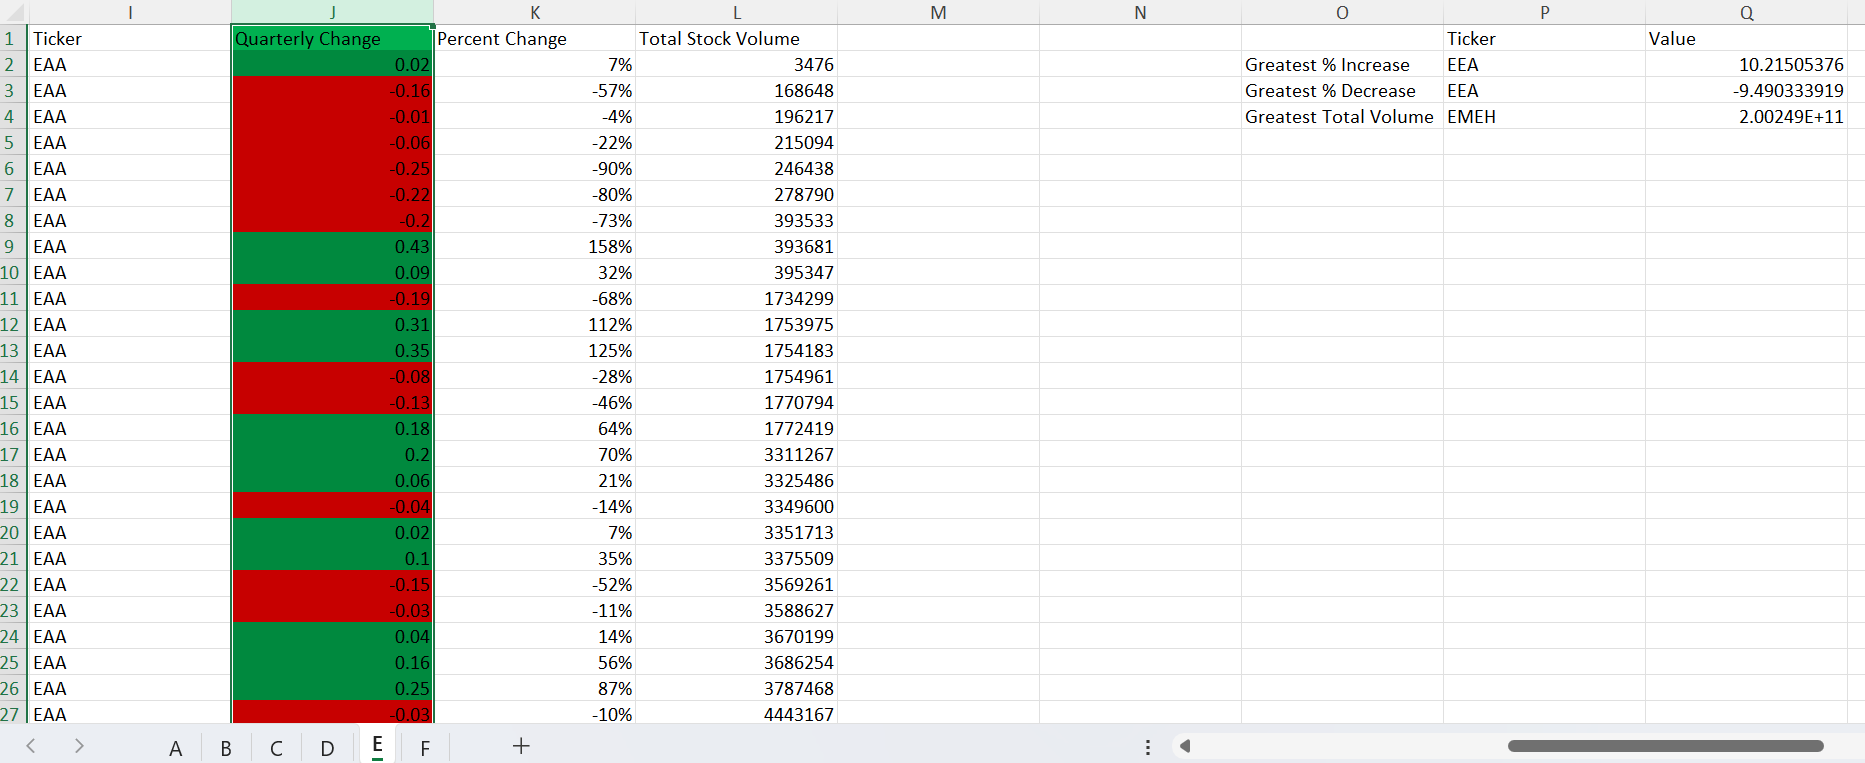 I J K L M N O P Q
1 Ticker Quarterly Change Percent Change Total Stock Volume Ticker Value
2 EAA 0.02 7% 3476 Greatest % Increase EEA 10.21505376
3 EAA -0.16 -57% 168648 Greatest % Decrease EEA -9.490333919
4 EAA -0.01 -4% 196217 Greatest Total Volume EMEH 2.00249E+11
5 EAA -0.06 -22% 215094
6 EAA -0.25 -90% 246438
7 EAA -0.22 -80% 278790
8 EAA -0.2 -73% 393533
9 EAA 0.43 158% 393681
10 EAA 0.09 32% 395347
11 EAA -0.19 -68% 1734299
12 EAA 0.31 112% 1753975
13 EAA 0.35 125% 1754183
14 EAA -0.08 -28% 1754961
15 EAA -0.13 -46% 1770794
16 EAA 0.18 64% 1772419
17 EAA 0.2 70% 3311267
18 EAA 0.06 21% 3325486
19 EAA -0.04 -14% 3349600
20 EAA 0.02 7% 3351713
21 EAA 0.1 35% 3375509
22 EAA -0.15 -52% 3569261
23 EAA -0.03 -11% 3588627
24 EAA 0.04 14% 3670199
25 EAA 0.16 56% 3686254
26 EAA 0.25 87% 3787468
27 EAA -0.03 -10% 4443167
A B C D E F